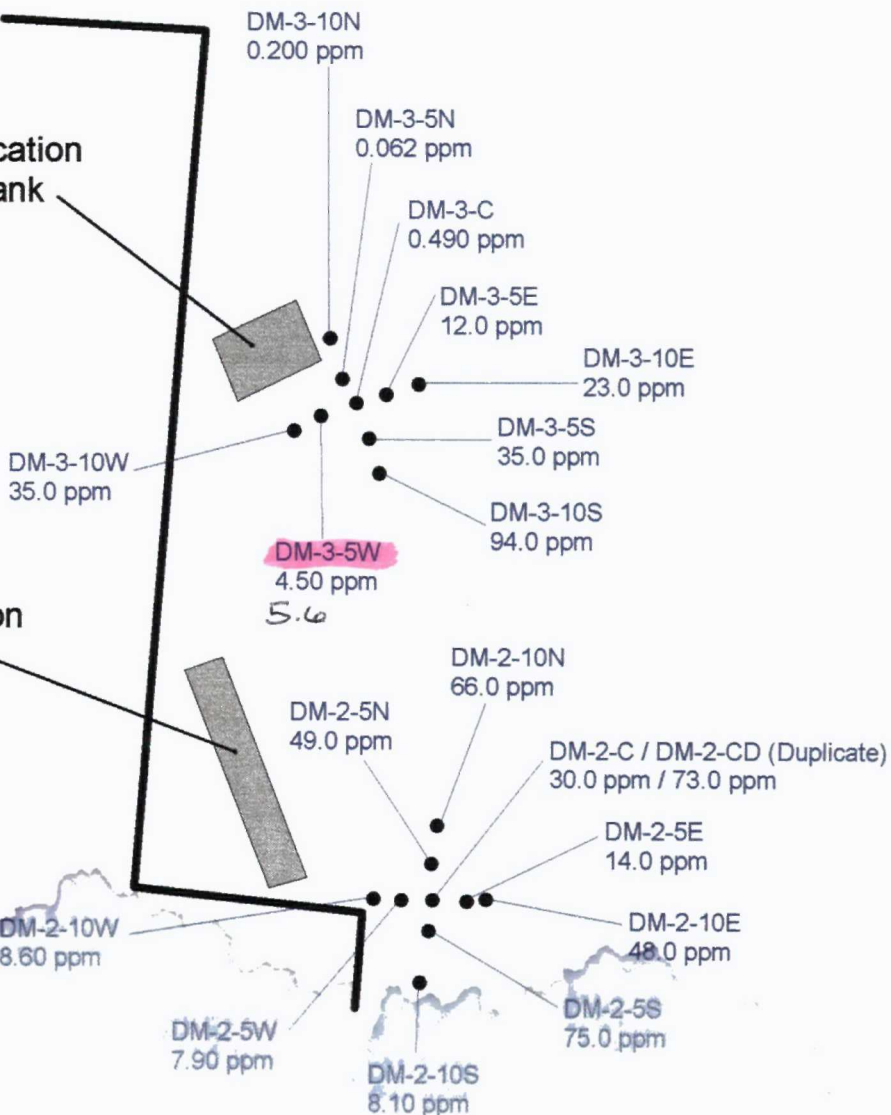 DM-3-10N
0.200 ppm
DM-3-5N
0.062 ppm
DM-3-C
0.490 ppm
DM-3-5E
12.0 ppm
DM-3-10E
23.0 ppm
DM-3-5S
35.0 ppm
DM-3-10W
35.0 ppm
DM-3-10S
94.0 ppm
DM-3-5W
4.50 ppm
5.6
DM-2-10N
66.0 ppm
DM-2-5N
49.0 ppm
DM-2-C / DM-2-CD (Duplicate)
30.0 ppm / 73.0 ppm
DM-2-5E
14.0 ppm
DM-2-10W
8.60 ppm
DM-2-10E
48.0 ppm
DM-2-5S
75.0 ppm
DM-2-5W
7.90 ppm
DM-2-10S
8.10 ppm